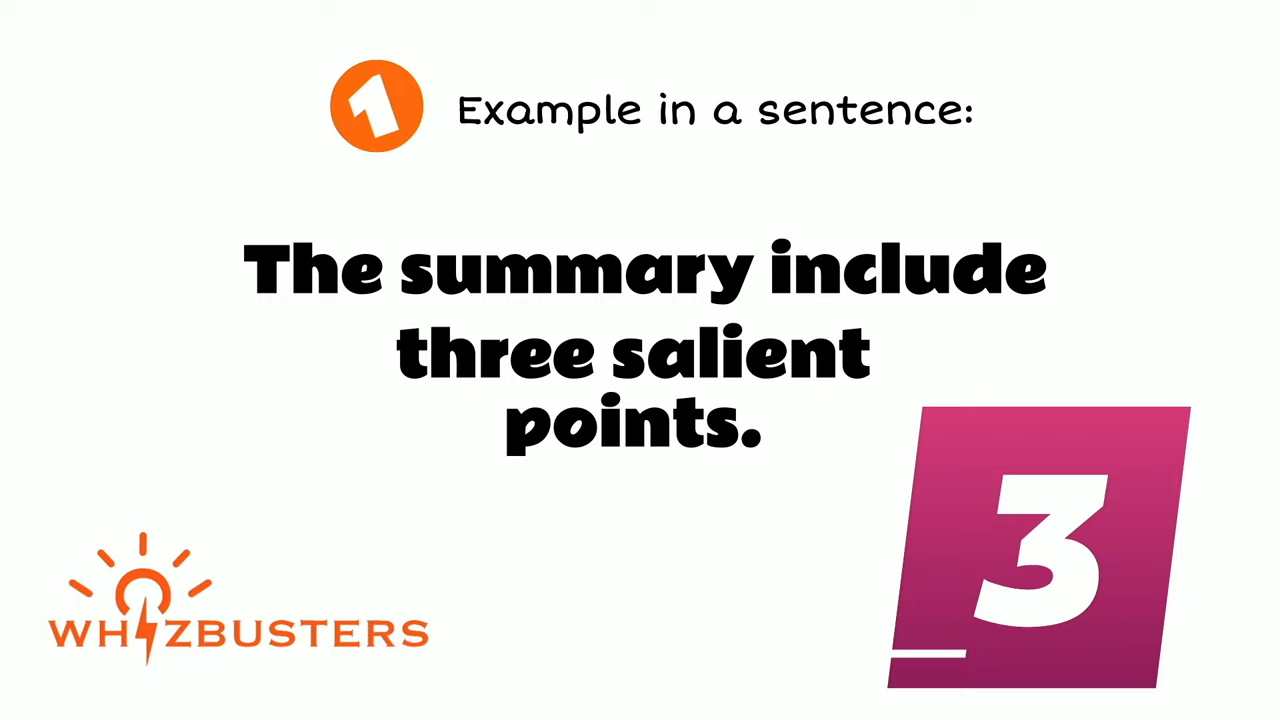 1 Example in a sentence:
The summary include
three salient
points.
3
WHIZBUSTERS